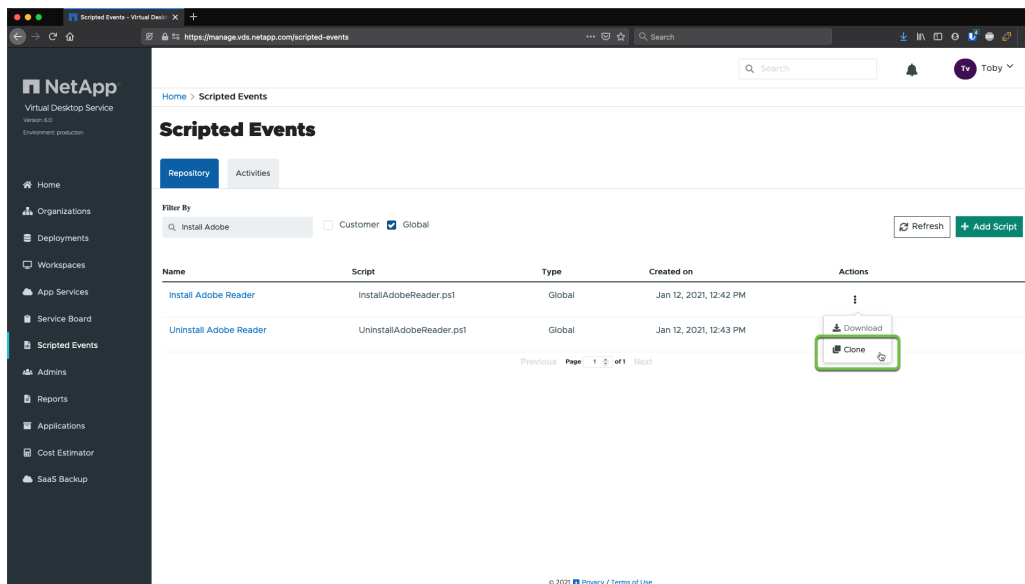 Scripted Events - Virtual Deskt
https://manage.vds.netapp.com/scripted-events
Search
NetApp
Virtual Desktop Service
Version: 6.0
Environment: production
Home
Organizations
Deployments
Workspaces
App Services
Service Board
Scripted Events
Admins
Reports
Applications
Cost Estimator
SaaS Backup
Search
Tv Toby
Home > Scripted Events
Scripted Events
Repository Activities
Filter By
Install Adobe Customer Global
Refresh + Add Script
Name Script Type Created on Actions
Install Adobe Reader InstallAdobeReader.ps1 Global Jan 12, 2021, 12:42 PM
Uninstall Adobe Reader UninstallAdobeReader.ps1 Global Jan 12, 2021, 12:43 PM
Download
Clone
Previous Page 1 of 1 Next
© 2021 Privacy / Terms of Use